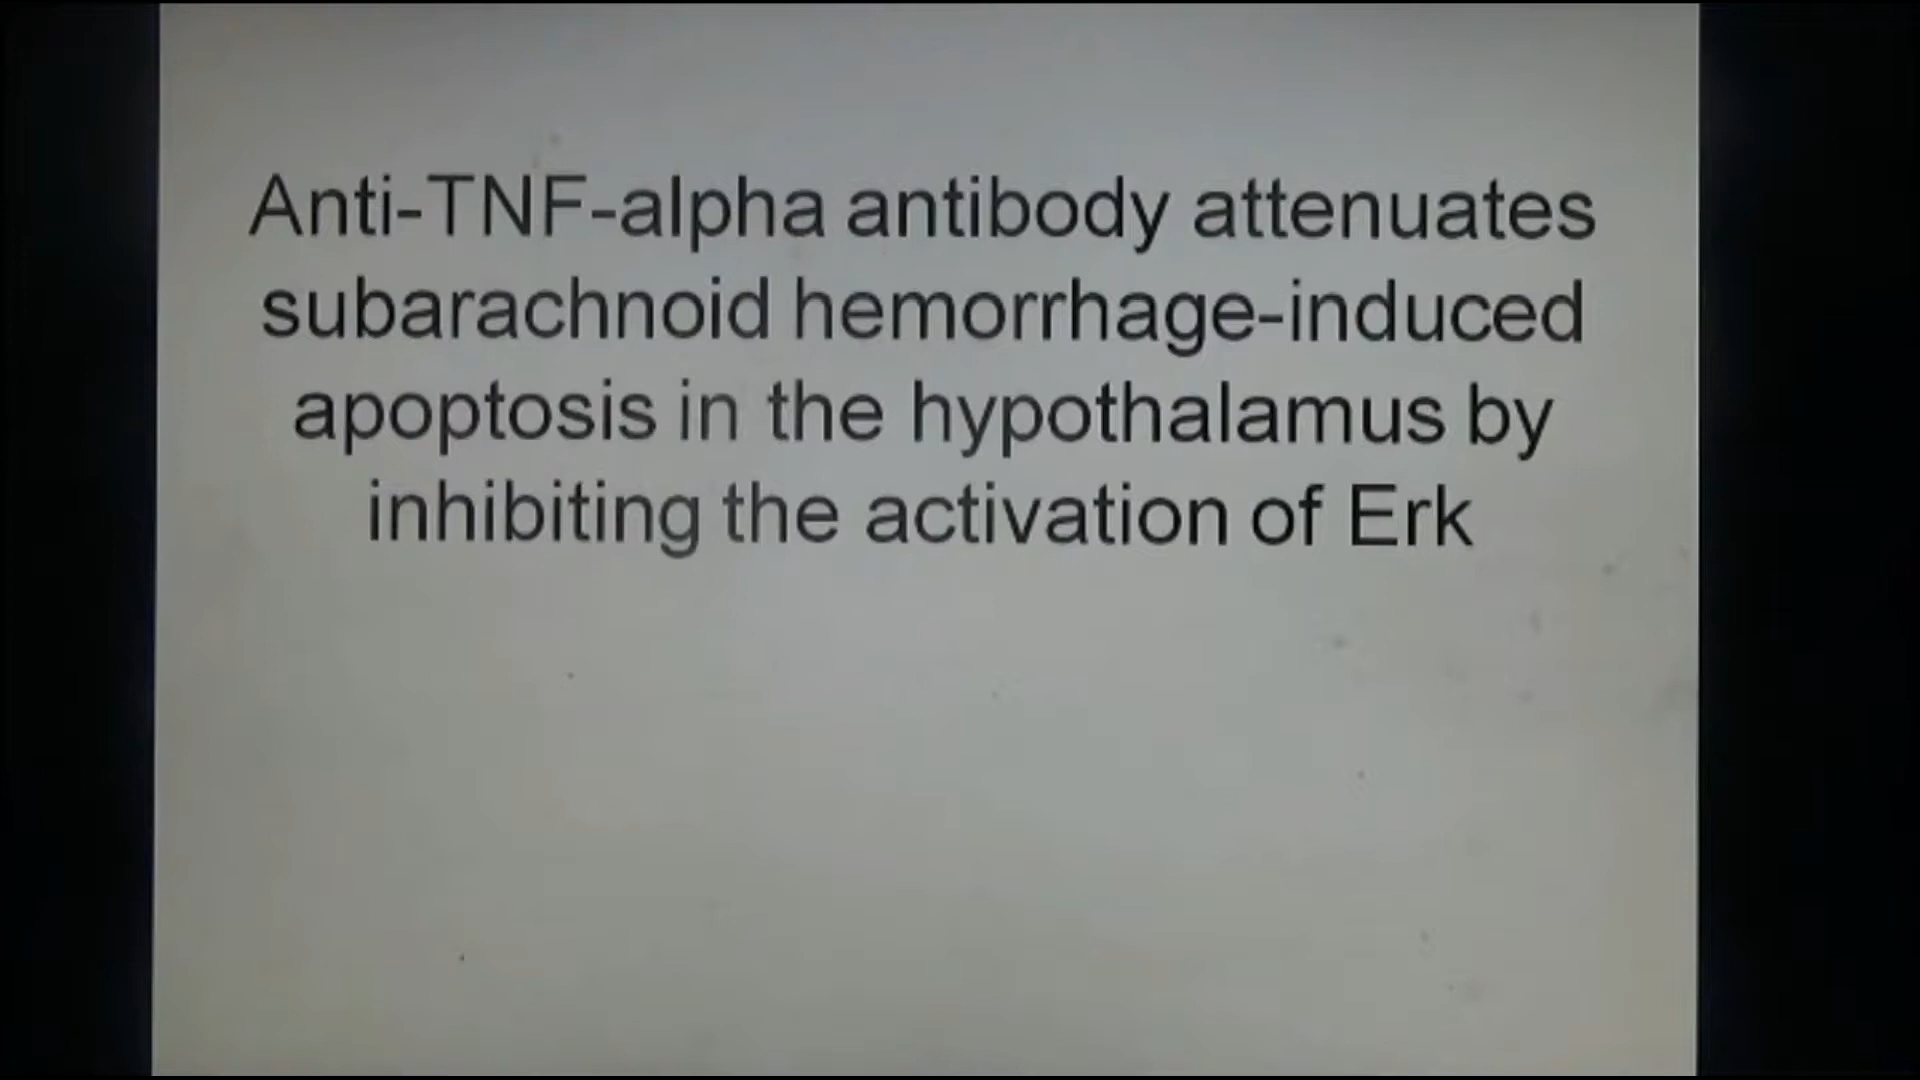 Anti-TNF-alpha antibody attenuates
subarachnoid hemorrhage-induced
apoptosis in the hypothalamus by
inhibiting the activation of Erk